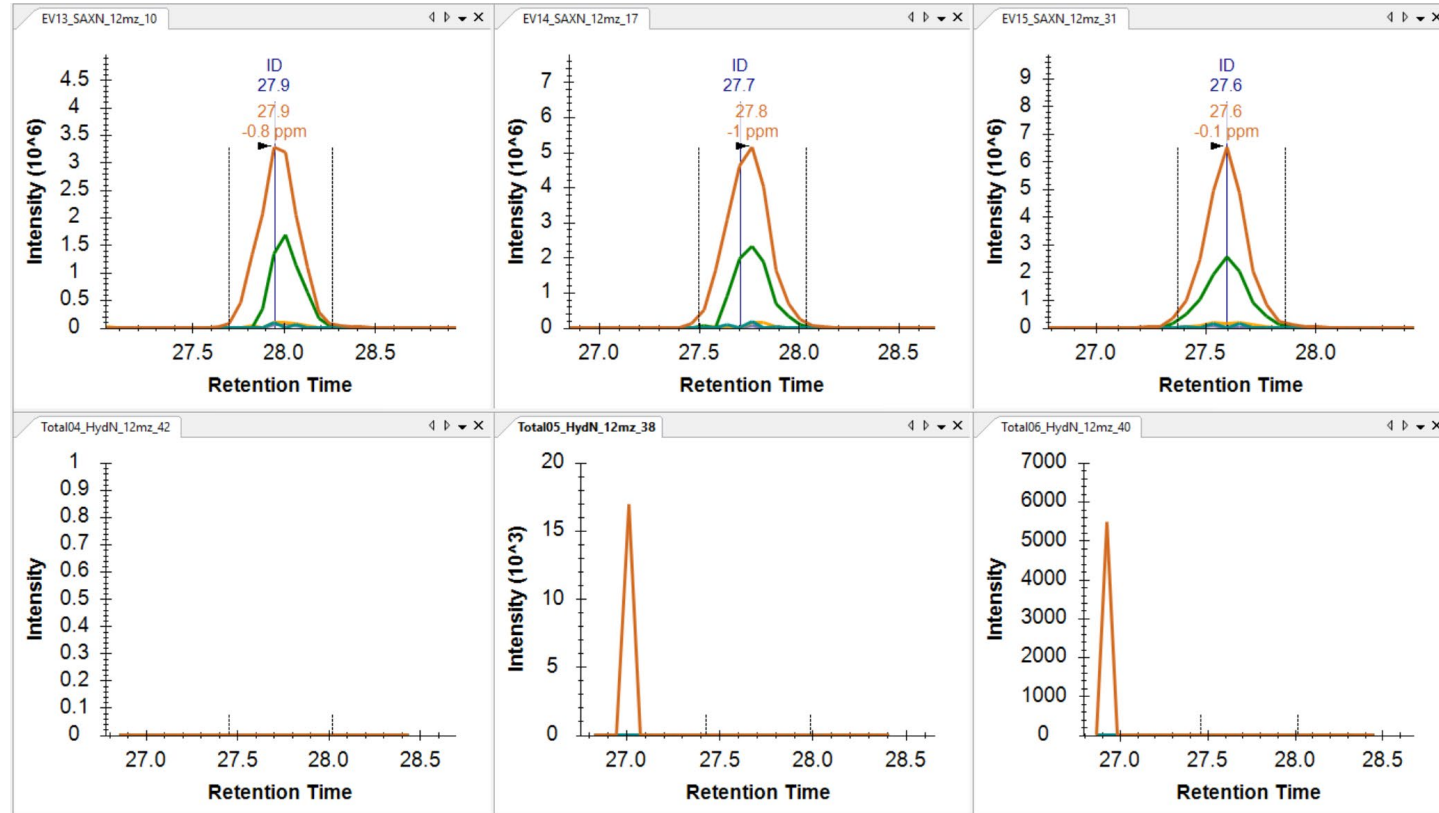 EV13_SAXN_12mz_10
ID
27.9
27.9
-0.8 ppm
4.5
4
3.5
3
2.5
2
1.5
1
0.5
0
Intensity (10^6)
27.5 28.0 28.5
Retention Time
EV14_SAXN_12mz_17
ID
27.7
27.8
-1 ppm
7
6
5
4
3
2
1
0
Intensity (10^6)
27.0 27.5 28.0 28.5
Retention Time
EV15_SAXN_12mz_31
ID
27.6
27.6
-0.1 ppm
9
8
7
6
5
4
3
2
1
0
Intensity (10^6)
27.0 27.5 28.0
Retention Time
Total04_HydN_12mz_42
1
0.9
0.8
0.7
0.6
0.5
0.4
0.3
0.2
0.1
0
Intensity
27.0 27.5 28.0 28.5
Retention Time
Total05_HydN_12mz_38
20
15
10
5
0
Intensity (10^3)
27.0 27.5 28.0 28.5
Retention Time
Total06_HydN_12mz_40
7000
6000
5000
4000
3000
2000
1000
0
Intensity
27.0 27.5 28.0 28.5
Retention Time